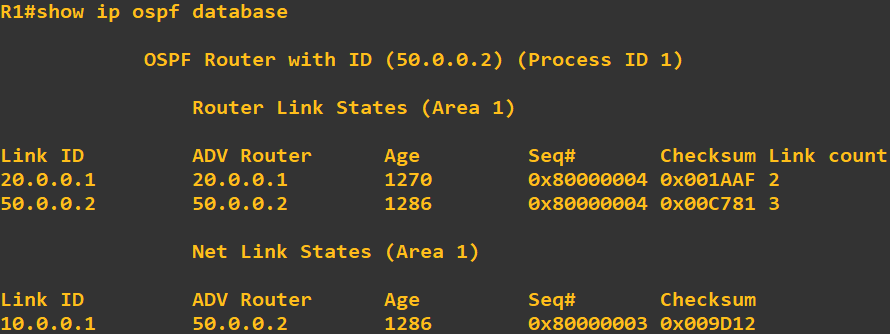 R1#show ip ospf database
OSPF Router with ID (50.0.0.2) (Process ID 1)
Router Link States (Area 1)
Link ID ADV Router Age Seq# Checksum Link count
20.0.0.1 20.0.0.1 1270 0x80000004 0x001AAF 2
50.0.0.2 50.0.0.2 1286 0x80000004 0x00C781 3
Net Link States (Area 1)
Link ID ADV Router Age Seq# Checksum
10.0.0.1 50.0.0.2 1286 0x80000003 0x009D12